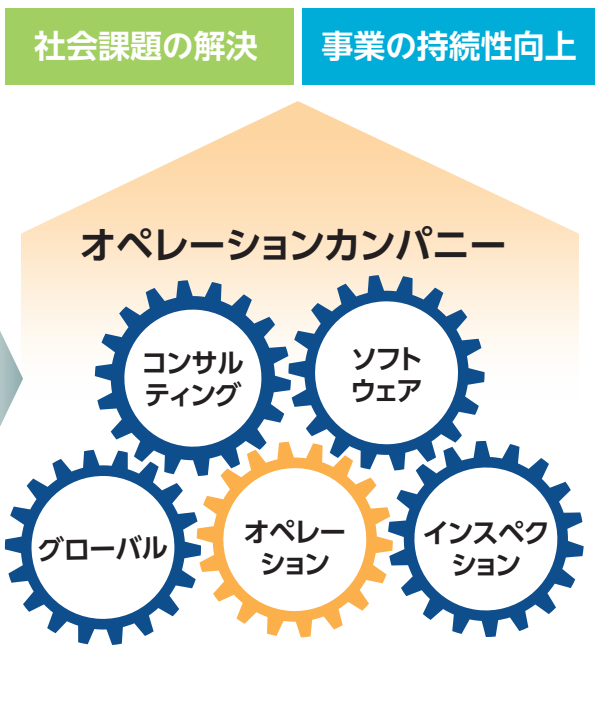 社会課題の解決
事業の持続性向上
オペレーションカンパニー
コンサル
ティング
ソフト
ウェア
グローバル
オペレー
ション
インスペク
ション